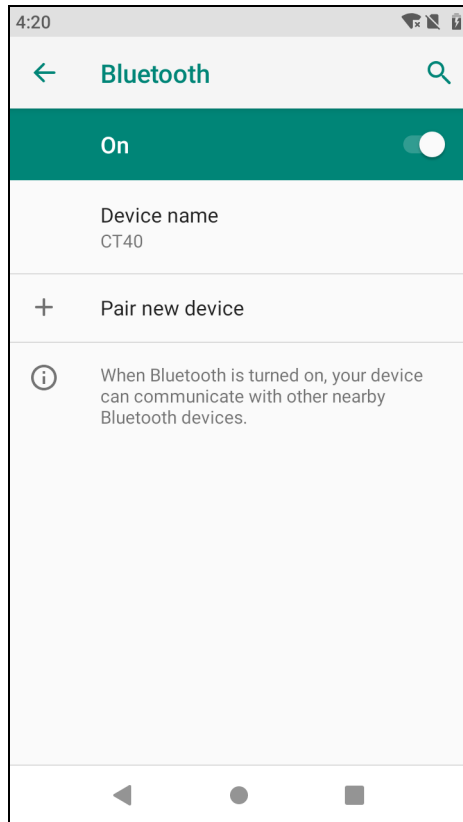 4:20
Bluetooth
On
Device name
CT40
Pair new device
When Bluetooth is turned on, your device
can communicate with other nearby
Bluetooth devices.